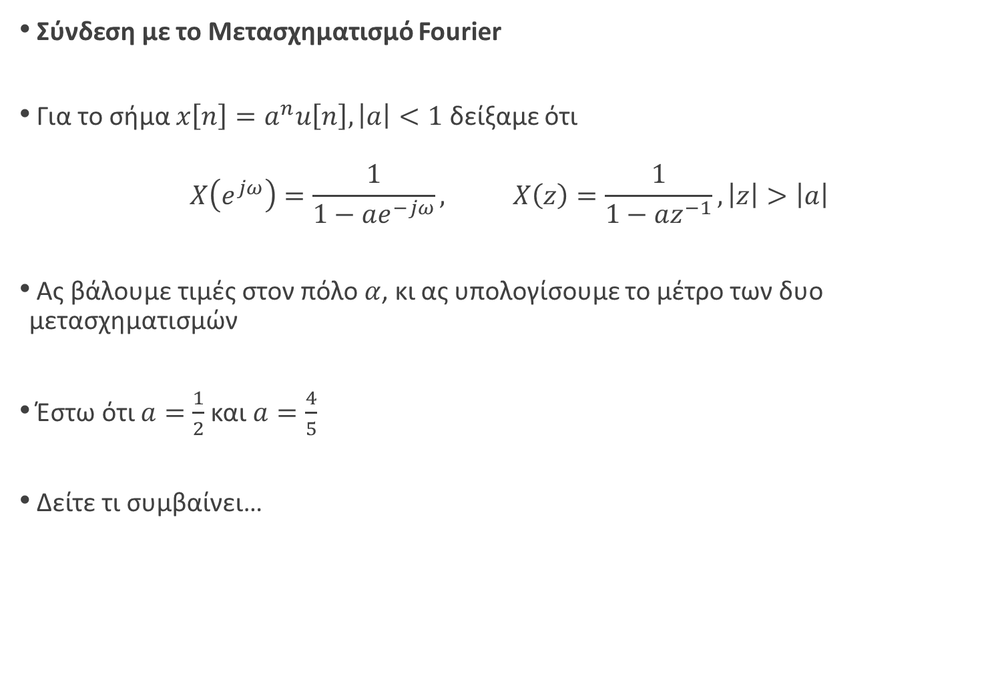 • Σύνδεση με το Μετασχηματισμό Fourier
• Για το σήμα $x[n] = a^n u[n], |a| < 1$ δείξαμε ότι
$X(e^{j\omega}) = \frac{1}{1 - ae^{-j\omega}}, \quad X(z) = \frac{1}{1 - az^{-1}}, |z| > |a|$
• Ας βάλουμε τιμές στον πόλο $\alpha$, κι ας υπολογίσουμε το μέτρο των δυο
μετασχηματισμών
• Έστω ότι $a = \frac{1}{2}$ και $a = \frac{4}{5}$
• Δείτε τι συμβαίνει…